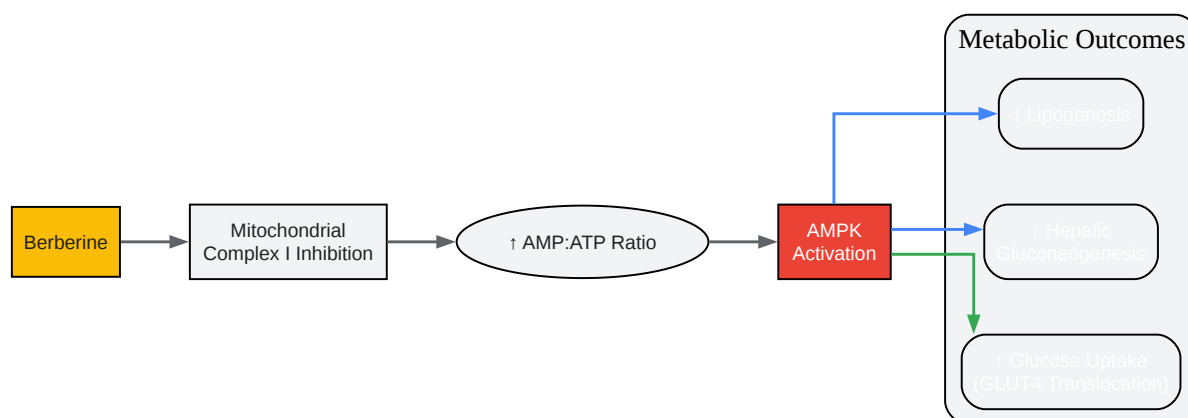 Metabolic Outcomes
↓ Lipogenesis
Berberine
Mitochondrial
Complex I Inhibition
↑ AMP:ATP Ratio
AMPK
Activation
↓ Hepatic
Gluconeogenesis
↑ Glucose Uptake
(GLUT4 Translocation)